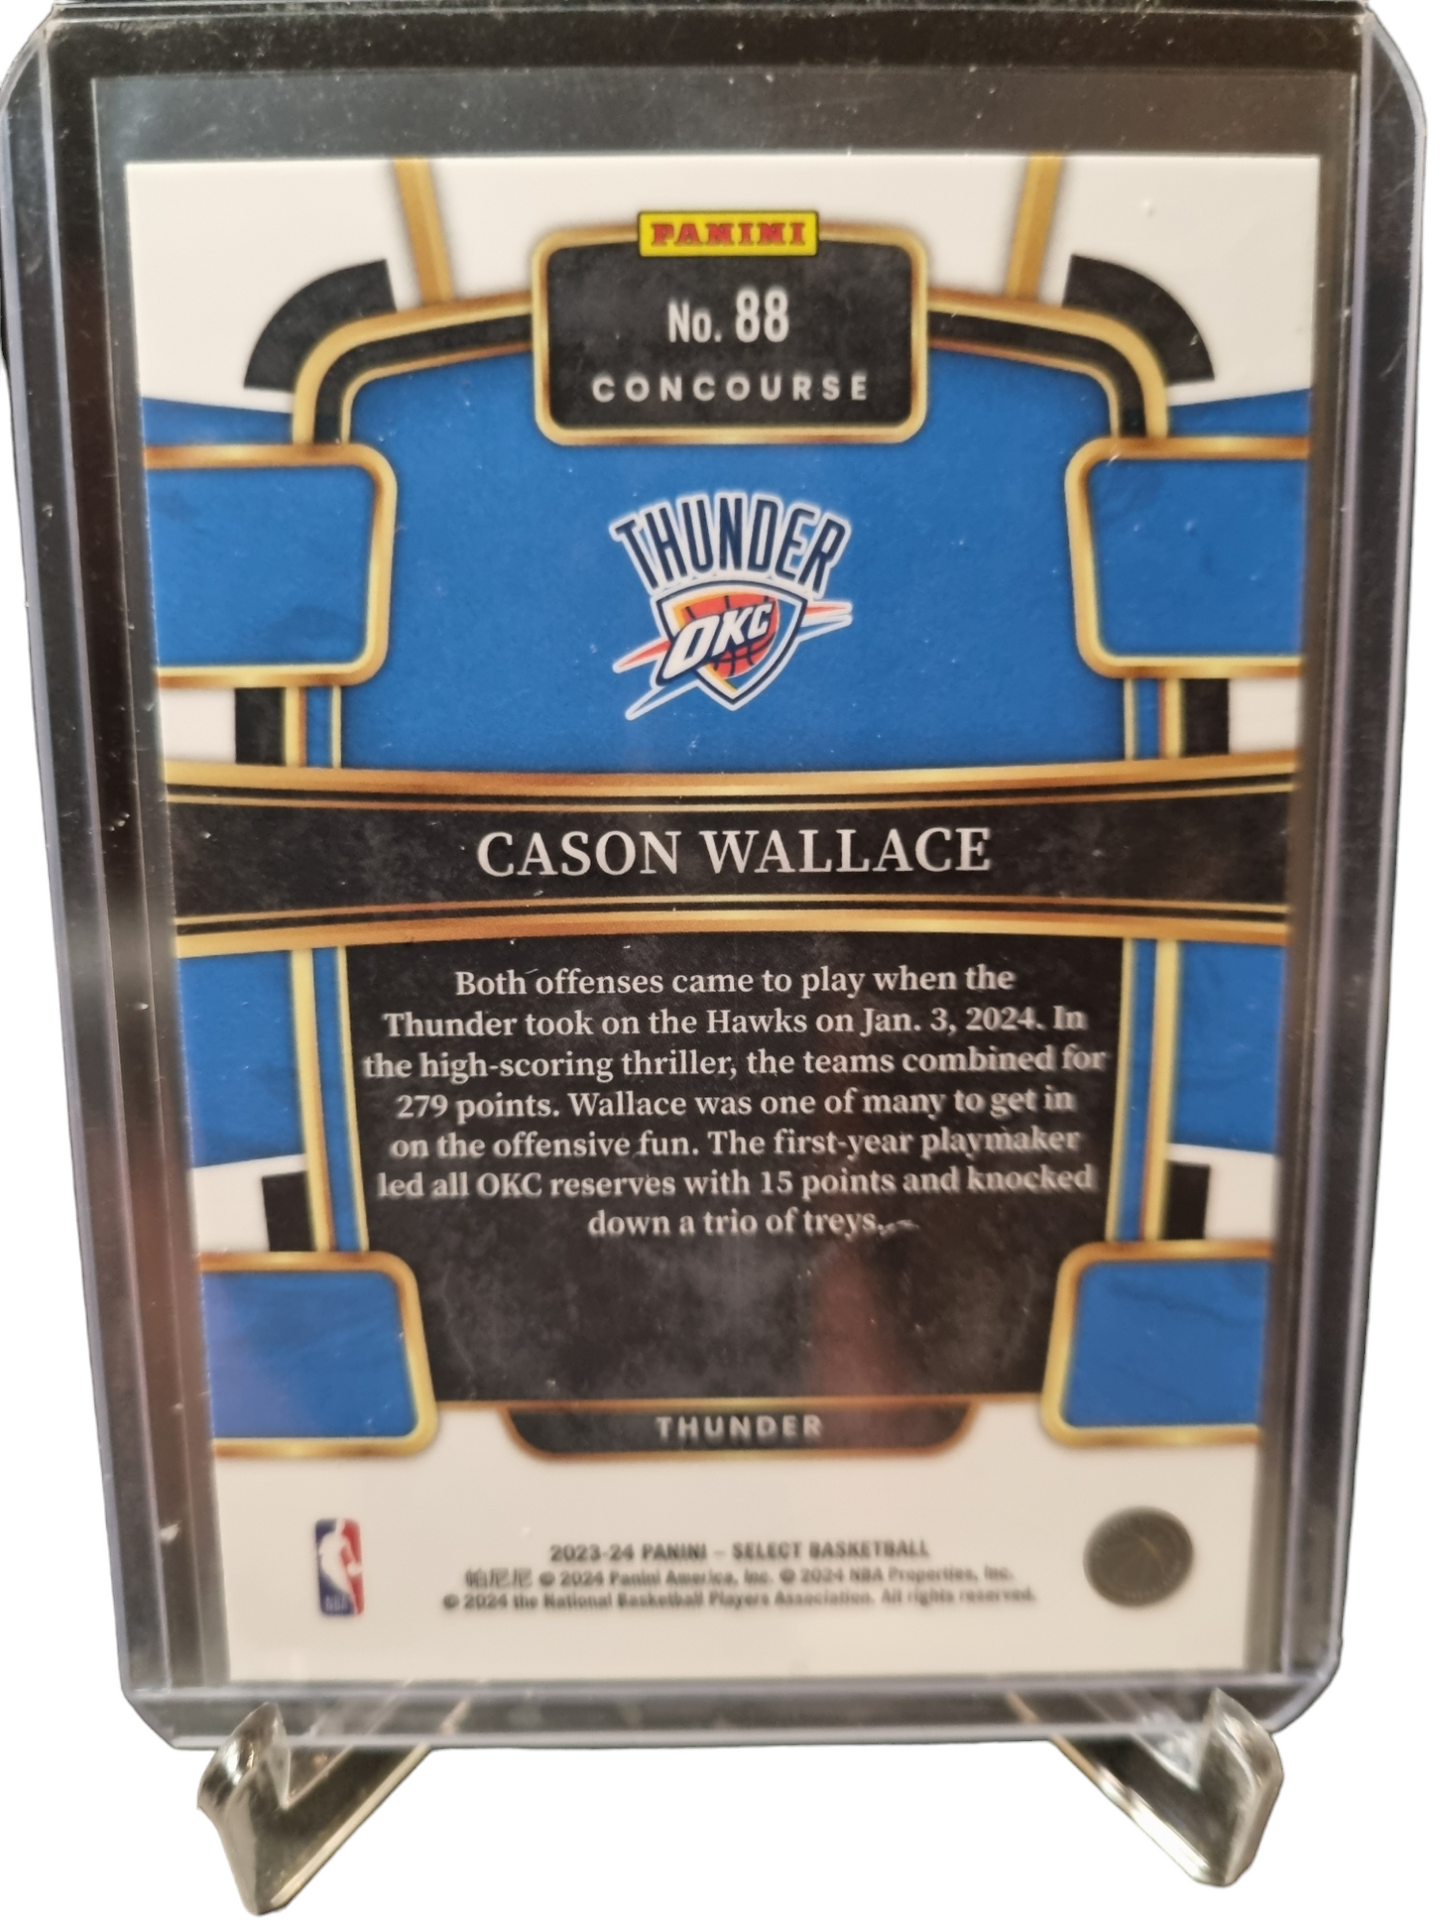 PANINI
No. 88
CONCOURSE
THUNDER
OKC
CASON WALLACE
Both offenses came to play when the
Thunder took on the Hawks on Jan. 3, 2024. In
the high-scoring thriller, the teams combined for
279 points. Wallace was one of many to get in
on the offensive fun. The first-year playmaker
led all OKC reserves with 15 points and knocked
down a trio of treys.
THUNDER
NBA
2023-24 PANINI – SELECT BASKETBALL
帕尼尼 © 2024 Panini America, Inc. © 2024 NBA Properties, Inc.
© 2024 the National Basketball Players Association. All rights reserved.